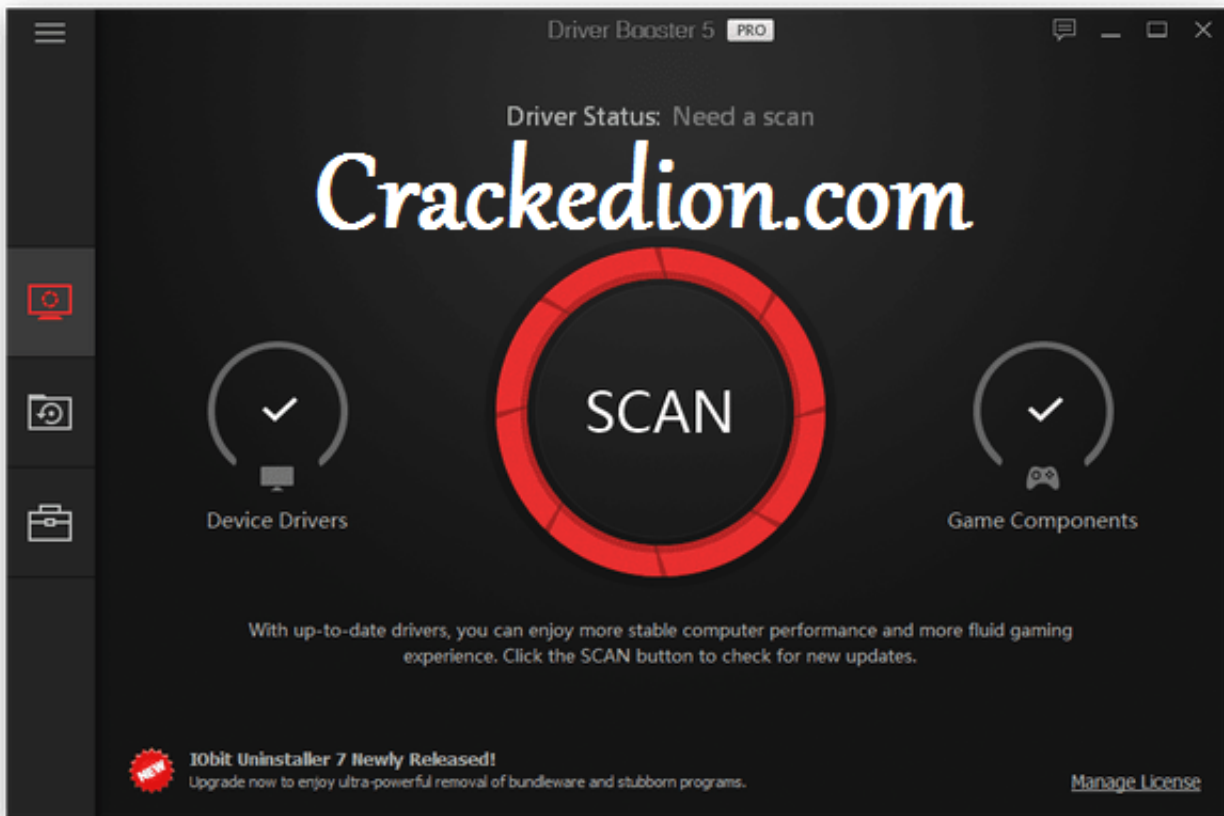 Driver Booster 5 PRO
Driver Status: Need a scan
Crackedion.com
SCAN
Device Drivers
Game Components
With up-to-date drivers, you can enjoy more stable computer performance and more fluid gaming
experience. Click the SCAN button to check for new updates.
NEW
IObit Uninstaller 7 Newly Released!
Upgrade now to enjoy ultra-powerful removal of bundleware and stubborn programs.
Manage License